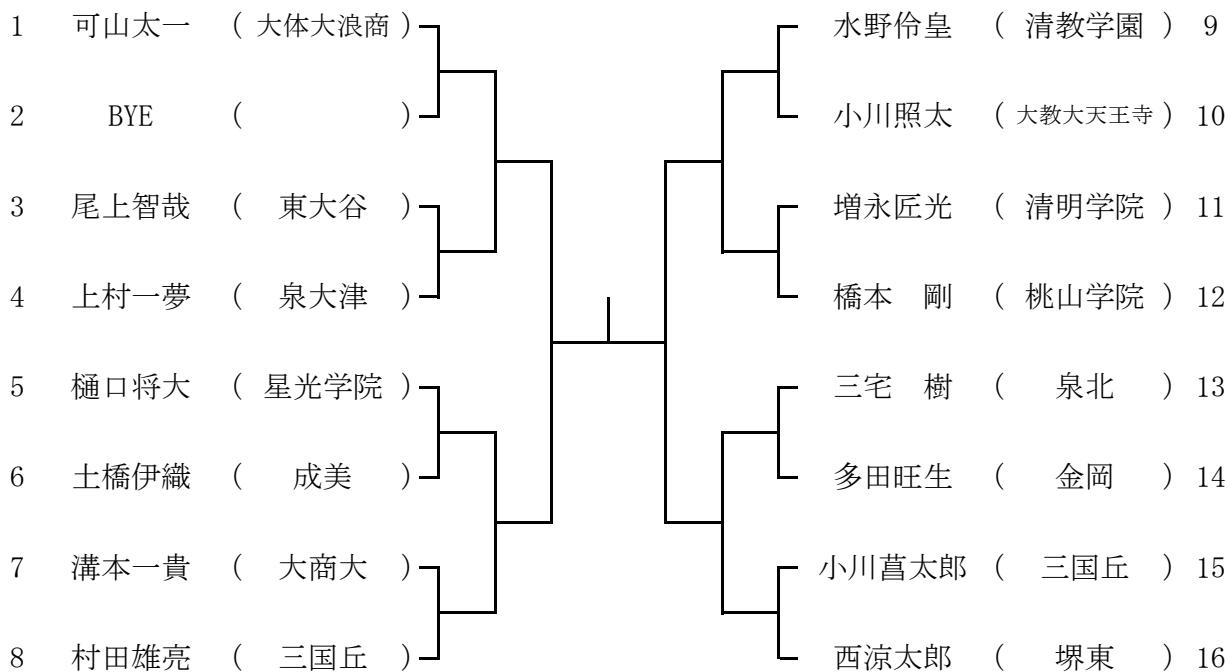 1 可山太一 ( 大体大浪商 ) 水野伶皇 ( 清教学園 ) 9
2 BYE ( ) 小川照太 ( 大教大天王寺 ) 10
3 尾上智哉 ( 東大谷 ) 増永匠光 ( 清明学院 ) 11
4 上村一夢 ( 泉大津 ) 橋本 剛 ( 桃山学院 ) 12
5 樋口将大 ( 星光学院 ) 三宅 樹 ( 泉北 ) 13
6 土橋伊織 ( 成美 ) 多田旺生 ( 金岡 ) 14
7 溝本一貴 ( 大商大 ) 小川菖太郎 ( 三国丘 ) 15
8 村田雄亮 ( 三国丘 ) 西涼太郎 ( 堺東 ) 16